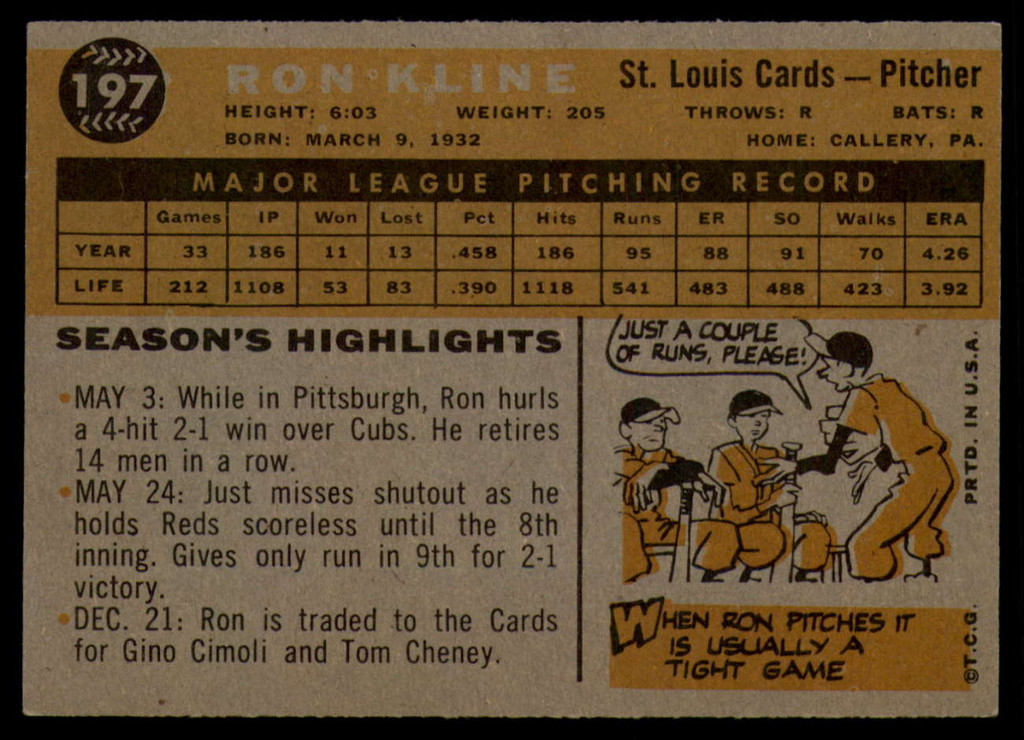 197
RON KLINE St. Louis Cards — Pitcher
HEIGHT: 6:03 WEIGHT: 205 THROWS: R BATS: R
BORN: MARCH 9, 1932 HOME: CALLERY, PA.
MAJOR LEAGUE PITCHING RECORD
Games IP Won Lost Pct Hits Runs ER SO Walks ERA
YEAR 33 186 11 13 .458 186 95 88 91 70 4.26
LIFE 212 1108 53 83 .390 1118 541 483 488 423 3.92
SEASON'S HIGHLIGHTS
•MAY 3: While in Pittsburgh, Ron hurls
a 4-hit 2-1 win over Cubs. He retires
14 men in a row.
•MAY 24: Just misses shutout as he
holds Reds scoreless until the 8th
inning. Gives only run in 9th for 2-1
victory.
•DEC. 21: Ron is traded to the Cards
for Gino Cimoli and Tom Cheney.
JUST A COUPLE
OF RUNS, PLEASE!
WHEN RON PITCHES IT
IS USUALLY A
TIGHT GAME
©T.C.G. PRTD. IN U.S.A.